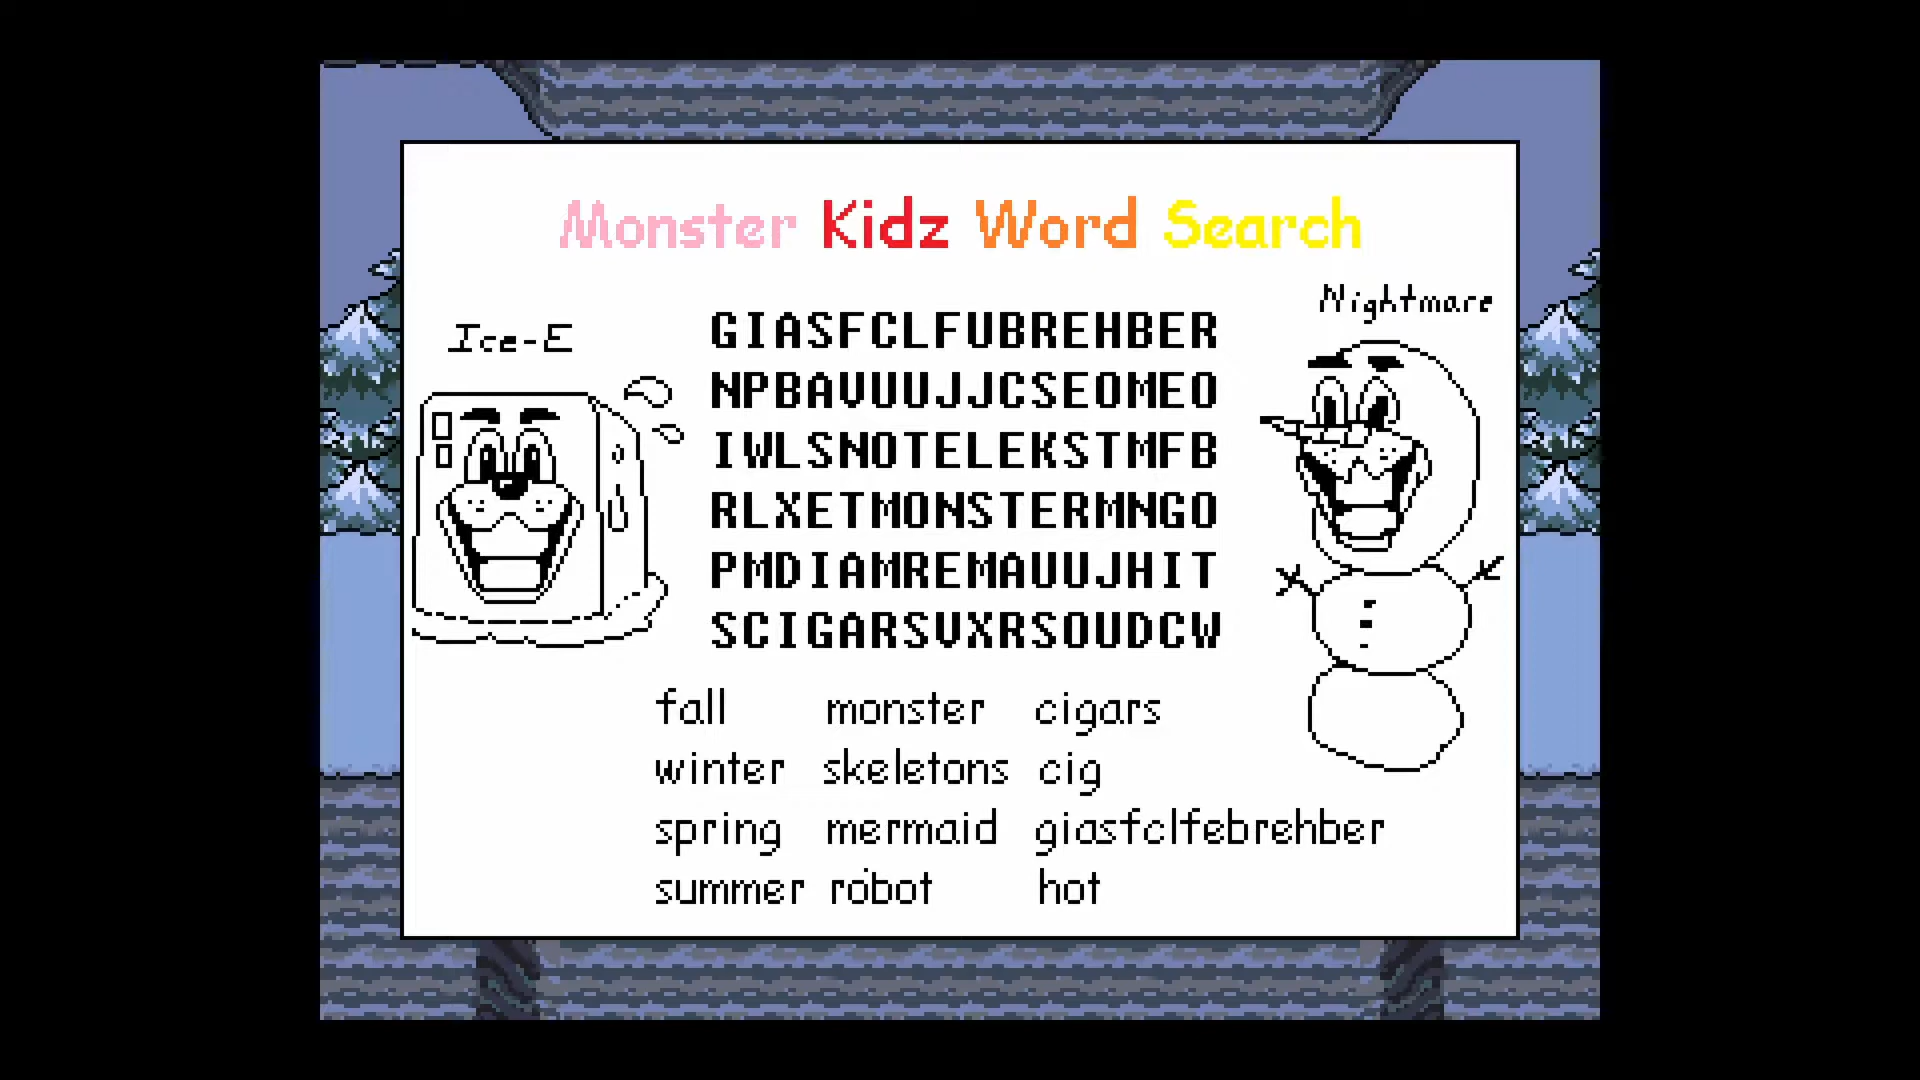 Monster Kidz Word Search
Nightmare
Ice-E
GIASFCLFUBREHBER
NPBAVUUJJCSEOMEO
IWLSNOTELEKSTMFB
RLXETMONSTERMNGO
PMDIAMREMAUUJHIT
SCIGARSVXRSOUDCW
fall monster cigars
winter skeletons cig
spring mermaid giasfclfebrehber
summer robot hot